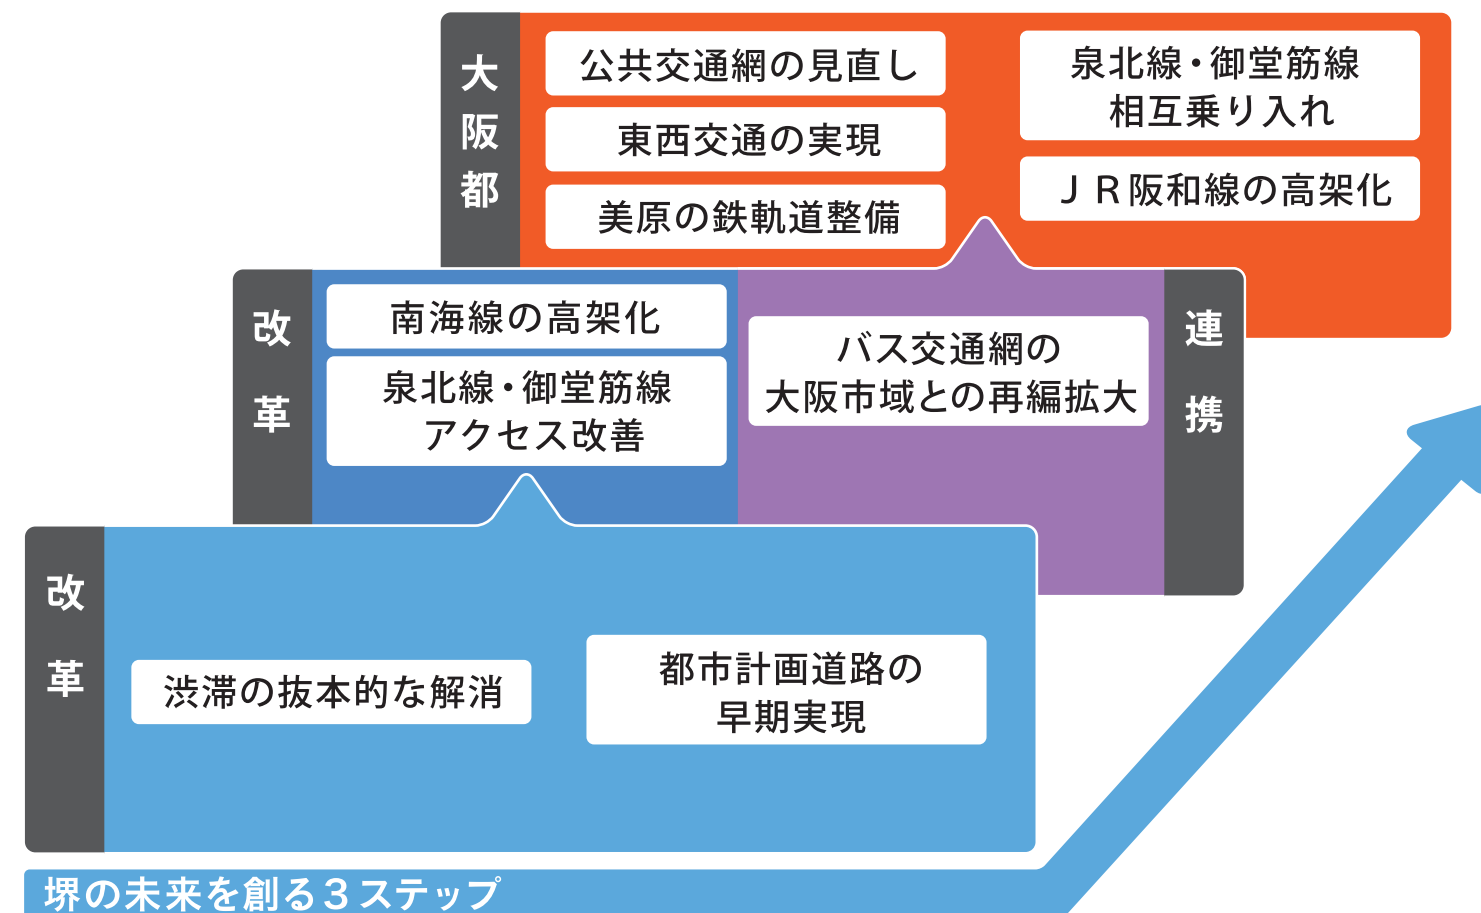 大阪都
公共交通網の見直し
東西交通の実現
美原の鉄軌道整備
泉北線・御堂筋線
相互乗り入れ
ＪＲ阪和線の高架化
改革
南海線の高架化
泉北線・御堂筋線
アクセス改善
バス交通網の
大阪市域との再編拡大
連携
改革
渋滞の抜本的な解消
都市計画道路の
早期実現
堺の未来を創る３ステップ